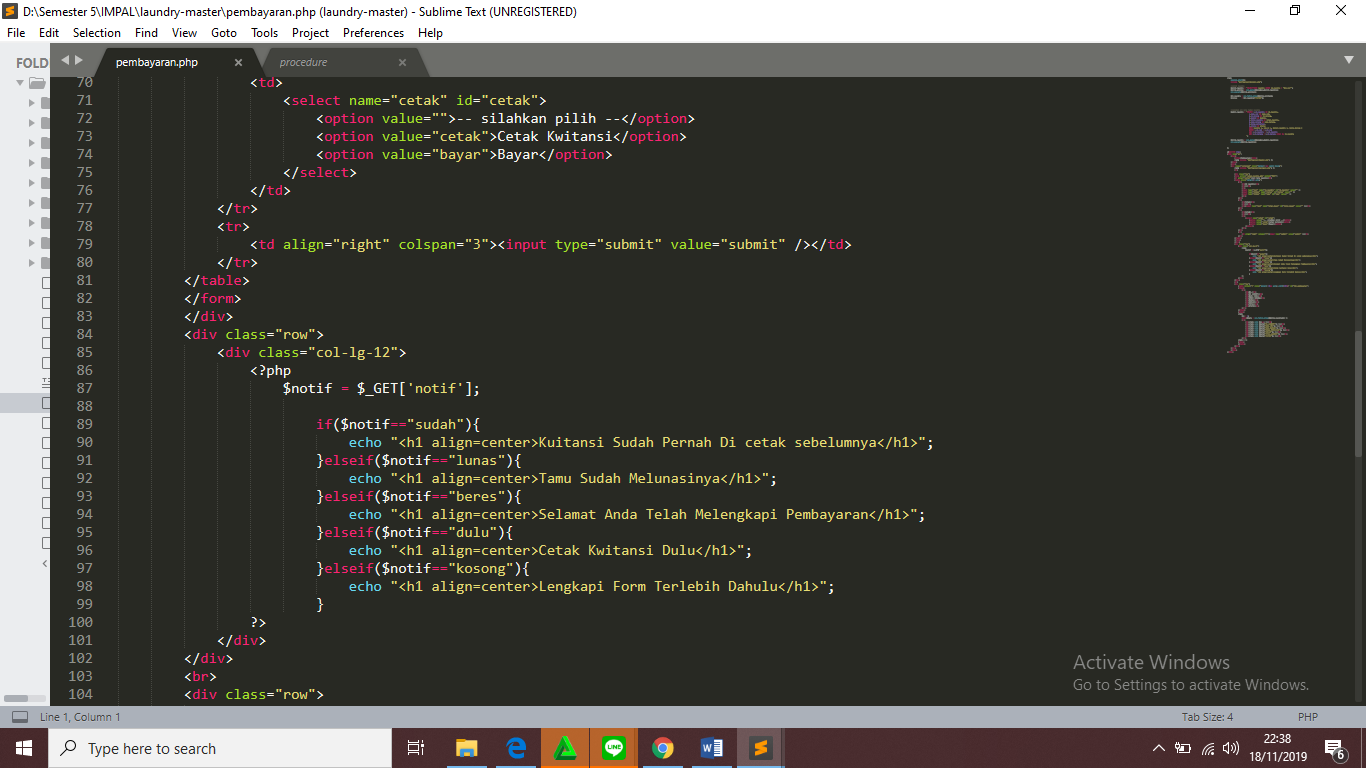 D:\Semester 5\IMPAL\laundry-master\pembayaran.php (laundry-master) - Sublime Text (UNREGISTERED)
File Edit Selection Find View Goto Tools Project Preferences Help
FOLD
pembayaran.php
procedure
70 <td>
71 <select name="cetak" id="cetak">
72 <option value="">-- silahkan pilih --</option>
73 <option value="cetak">Cetak Kwitansi</option>
74 <option value="bayar">Bayar</option>
75 </select>
76 </td>
77 </tr>
78 <tr>
79 <td align="right" colspan="3"><input type="submit" value="submit" /></td>
80 </tr>
81 </table>
82 </form>
83 </div>
84 <div class="row">
85 <div class="col-lg-12">
86 <?php
87 $notif = $_GET['notif'];
88
89 if($notif=="sudah"){
90 echo "<h1 align=center>Kuitansi Sudah Pernah Di cetak sebelumnya</h1>";
91 }elseif($notif=="lunas"){
92 echo "<h1 align=center>Tamu Sudah Melunasinya</h1>";
93 }elseif($notif=="beres"){
94 echo "<h1 align=center>Selamat Anda Telah Melengkapi Pembayaran</h1>";
95 }elseif($notif=="dulu"){
96 echo "<h1 align=center>Cetak Kwitansi Dulu</h1>";
97 }elseif($notif=="kosong"){
98 echo "<h1 align=center>Lengkapi Form Terlebih Dahulu</h1>";
99 }
100 ?>
101 </div>
102 </div>
103 <br>
104 <div class="row">
Activate Windows
Go to Settings to activate Windows.
Line 1, Column 1
Tab Size: 4
PHP
Type here to search
LINE
22:38
18/11/2019
6